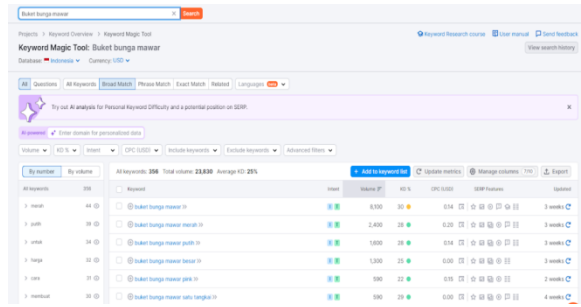 Buket bunga mawar × Search
Projects > Keyword Overview > Keyword Magic Tool
Keyword Research course User manual Send feedback
Keyword Magic Tool: Buket bunga mawar
View search history
Database: Indonesia Currency: USD
All Questions All Keywords Broad Match Phrase Match Exact Match Related Languages beta
Try out AI analysis for Personal Keyword Difficulty and a potential position on SERP. ×
AI-powered Enter domain for personalized data
Volume KD % Intent CPC (USD) Include keywords Exclude keywords Advanced filters
By number By volume All keywords: 356 Total volume: 23,830 Average KD: 25% + Add to keyword list Update metrics Manage columns Export
All keywords 356 Keyword Intent Volume KD % CPC (USD) SERP Features Updated
> merah 44 buket bunga mawar 8,100 30 0.14 3 weeks
> putih 39 buket bunga mawar merah 2,400 28 0.20 3 weeks
> untuk 34 buket bunga mawar putih 1,600 28 0.14 3 weeks
> harga 32 buket bunga mawar besar 1,300 25 0.00 3 weeks
> cara 31 buket bunga mawar pink 590 22 0.15 2 weeks
> membuat 30 buket bunga mawar satu tangkai 590 29 0.00 4 weeks